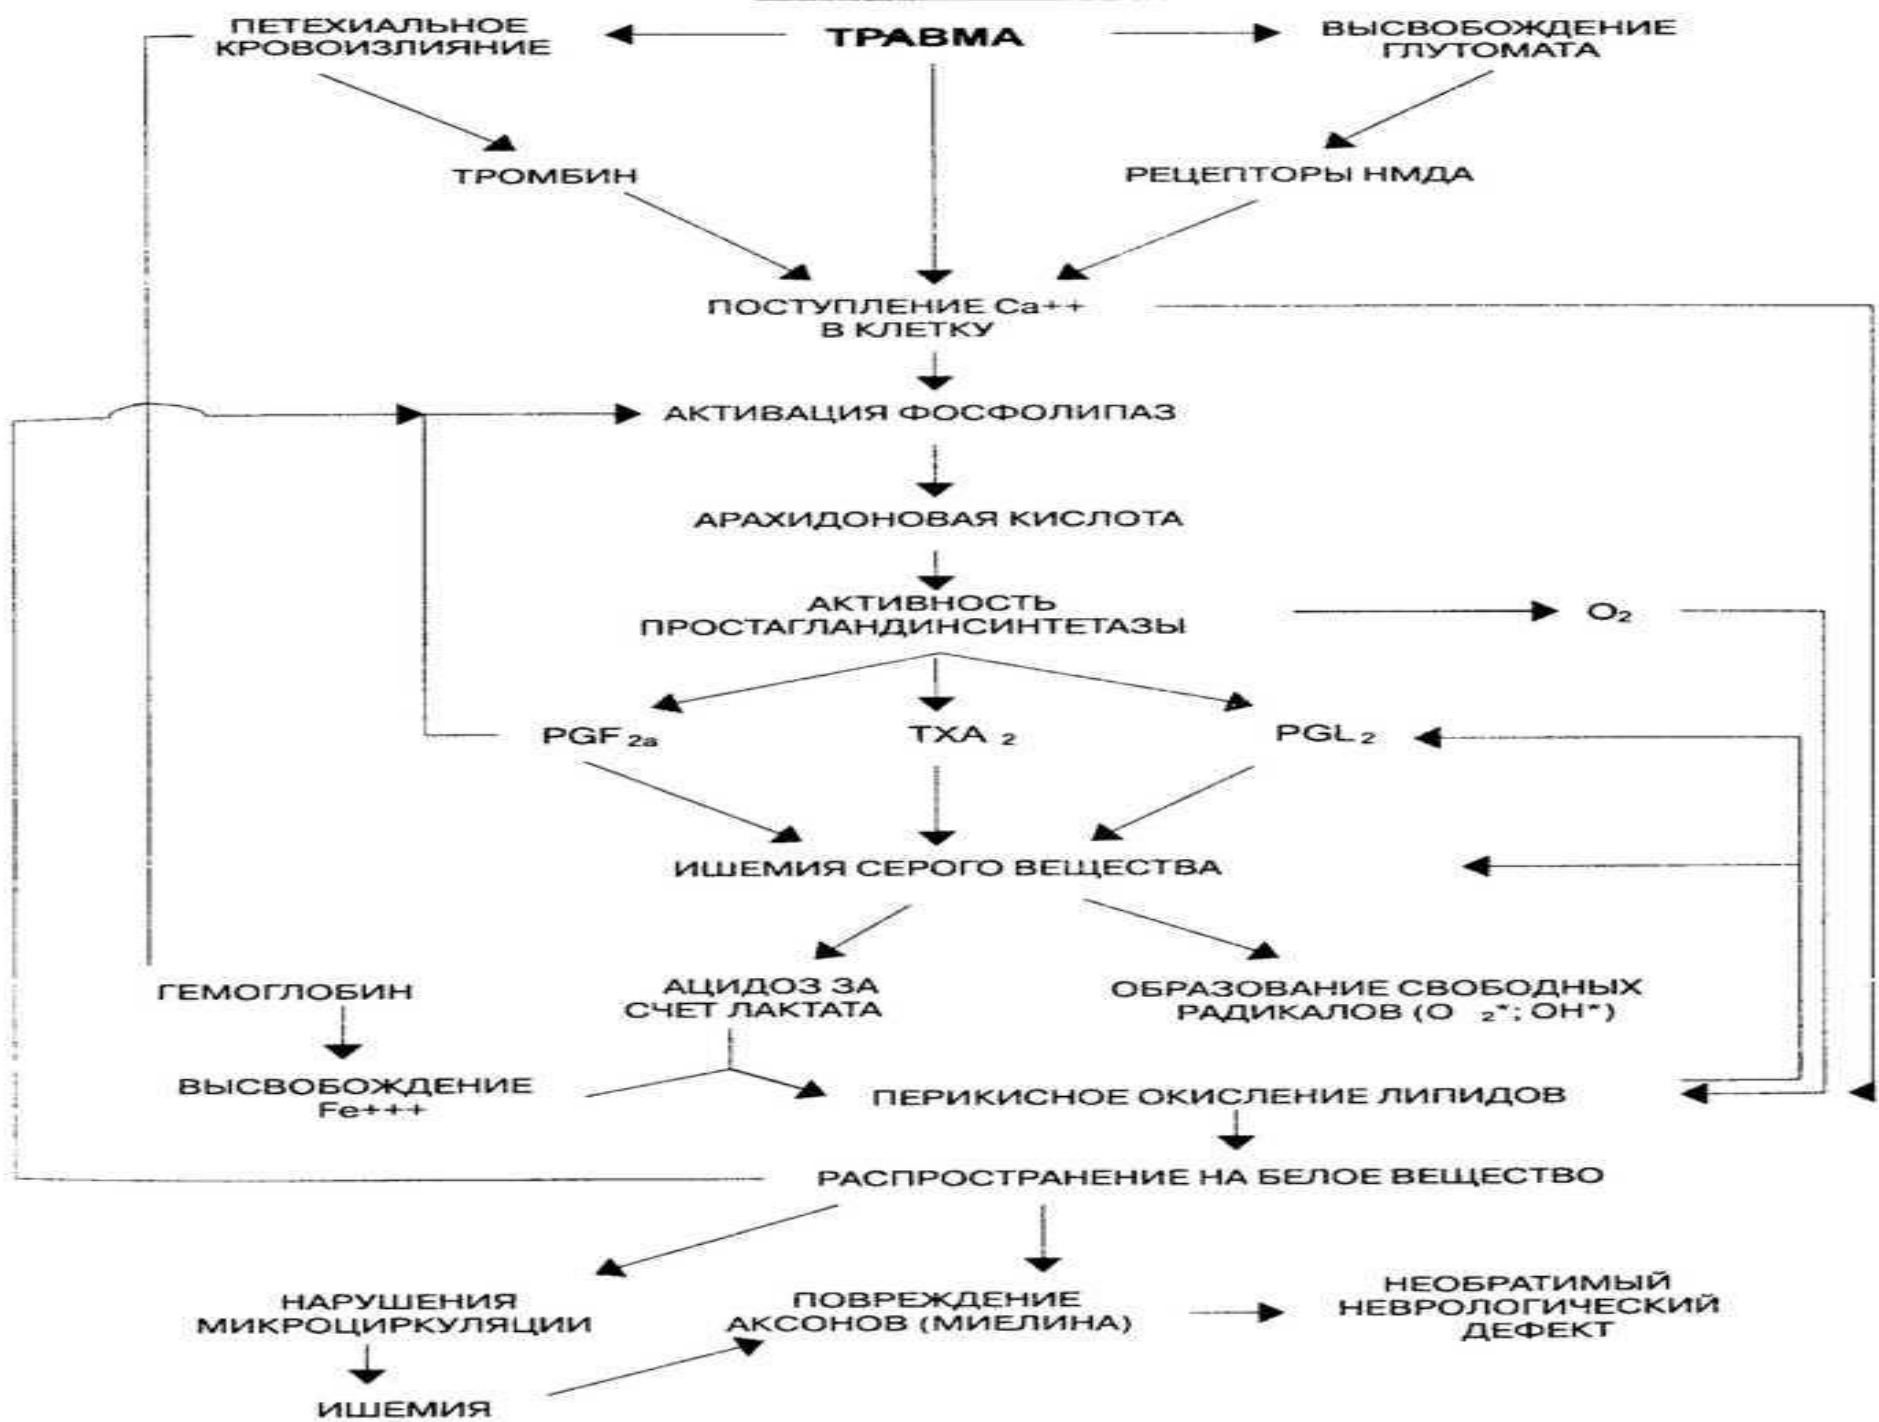 ПЕТЕХИАЛЬНОЕ
КРОВОИЗЛИЯНИЕ
ТРАВМА
ВЫСВОБОЖДЕНИЕ
ГЛУТОМАТА
ТРОМБИН
РЕЦЕПТОРЫ НМДА
ПОСТУПЛЕНИЕ Ca++
В КЛЕТКУ
АКТИВАЦИЯ ФОСФОЛИПАЗ
АРАХИДОНОВАЯ КИСЛОТА
АКТИВНОСТЬ
ПРОСТАГЛАНДИНСИНТЕТАЗЫ
O₂
PGF 2a
TXA 2
PGL 2
ИШЕМИЯ СЕРОГО ВЕЩЕСТВА
ГЕМОГЛОБИН
АЦИДОЗ ЗА
СЧЕТ ЛАКТАТА
ОБРАЗОВАНИЕ СВОБОДНЫХ
РАДИКАЛОВ (O ₂*; OH*)
ВЫСВОБОЖДЕНИЕ
Fe+++
ПЕРИКИСНОЕ ОКИСЛЕНИЕ ЛИПИДОВ
РАСПРОСТРАНЕНИЕ НА БЕЛОЕ ВЕЩЕСТВО
НАРУШЕНИЯ
МИКРОЦИРКУЛЯЦИИ
ПОВРЕЖДЕНИЕ
АКСОНОВ (МИЕЛИНА)
НЕОБРАТИМЫЙ
НЕВРОЛОГИЧЕСКИЙ
ДЕФЕКТ
ИШЕМИЯ